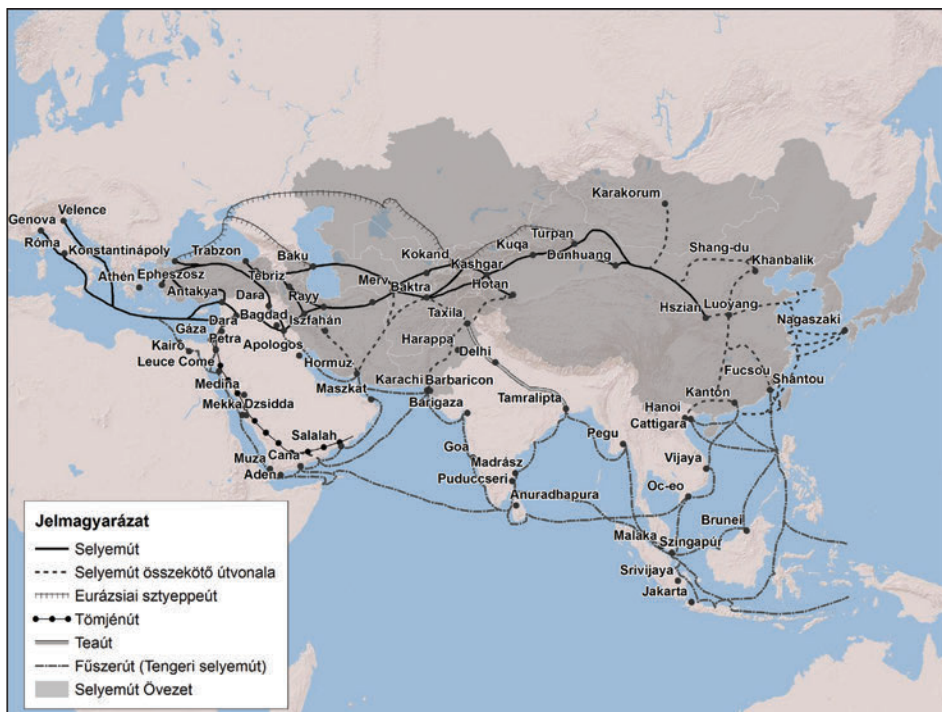 Karakorum
Genova
Velence
Róma
Konstantinápoly
Trabzon
Baku
Kokand
Kuqa
Turpan
Dunhuang
Shang-du
Khanbalik
Athén
Epheszosz
Tebriz
Merv
Kashgar
Antakya
Dara
Rayy
Baktra
Hotan
Hszian
Luoyang
Nagaszaki
Bagdad
Iszfahán
Taxila
Dara
Gáza
Petra
Apologos
Harappa
Kairó
Leuce Come
Hormuz
Delhi
Fucsou
Medina
Maszkat
Karachi
Barbaricon
Shantou
Mekka
Dzsidda
Barigaza
Tamralipta
Kanton
Hanoi
Cattigara
Salalah
Cana
Pegu
Muza
Aden
Goa
Madrász
Vijaya
Puduccseri
Oc-eo
Anuradhapura
Brunei
Malaka
Szingapúr
Srivijaya
Jakarta
Jelmagyarázat
Selyemút
Selyemút összekötő útvonala
Eurázsiai sztyeppeút
Tömjénút
Teaút
Fűszerút (Tengeri selyemút)
Selyemút Övezet